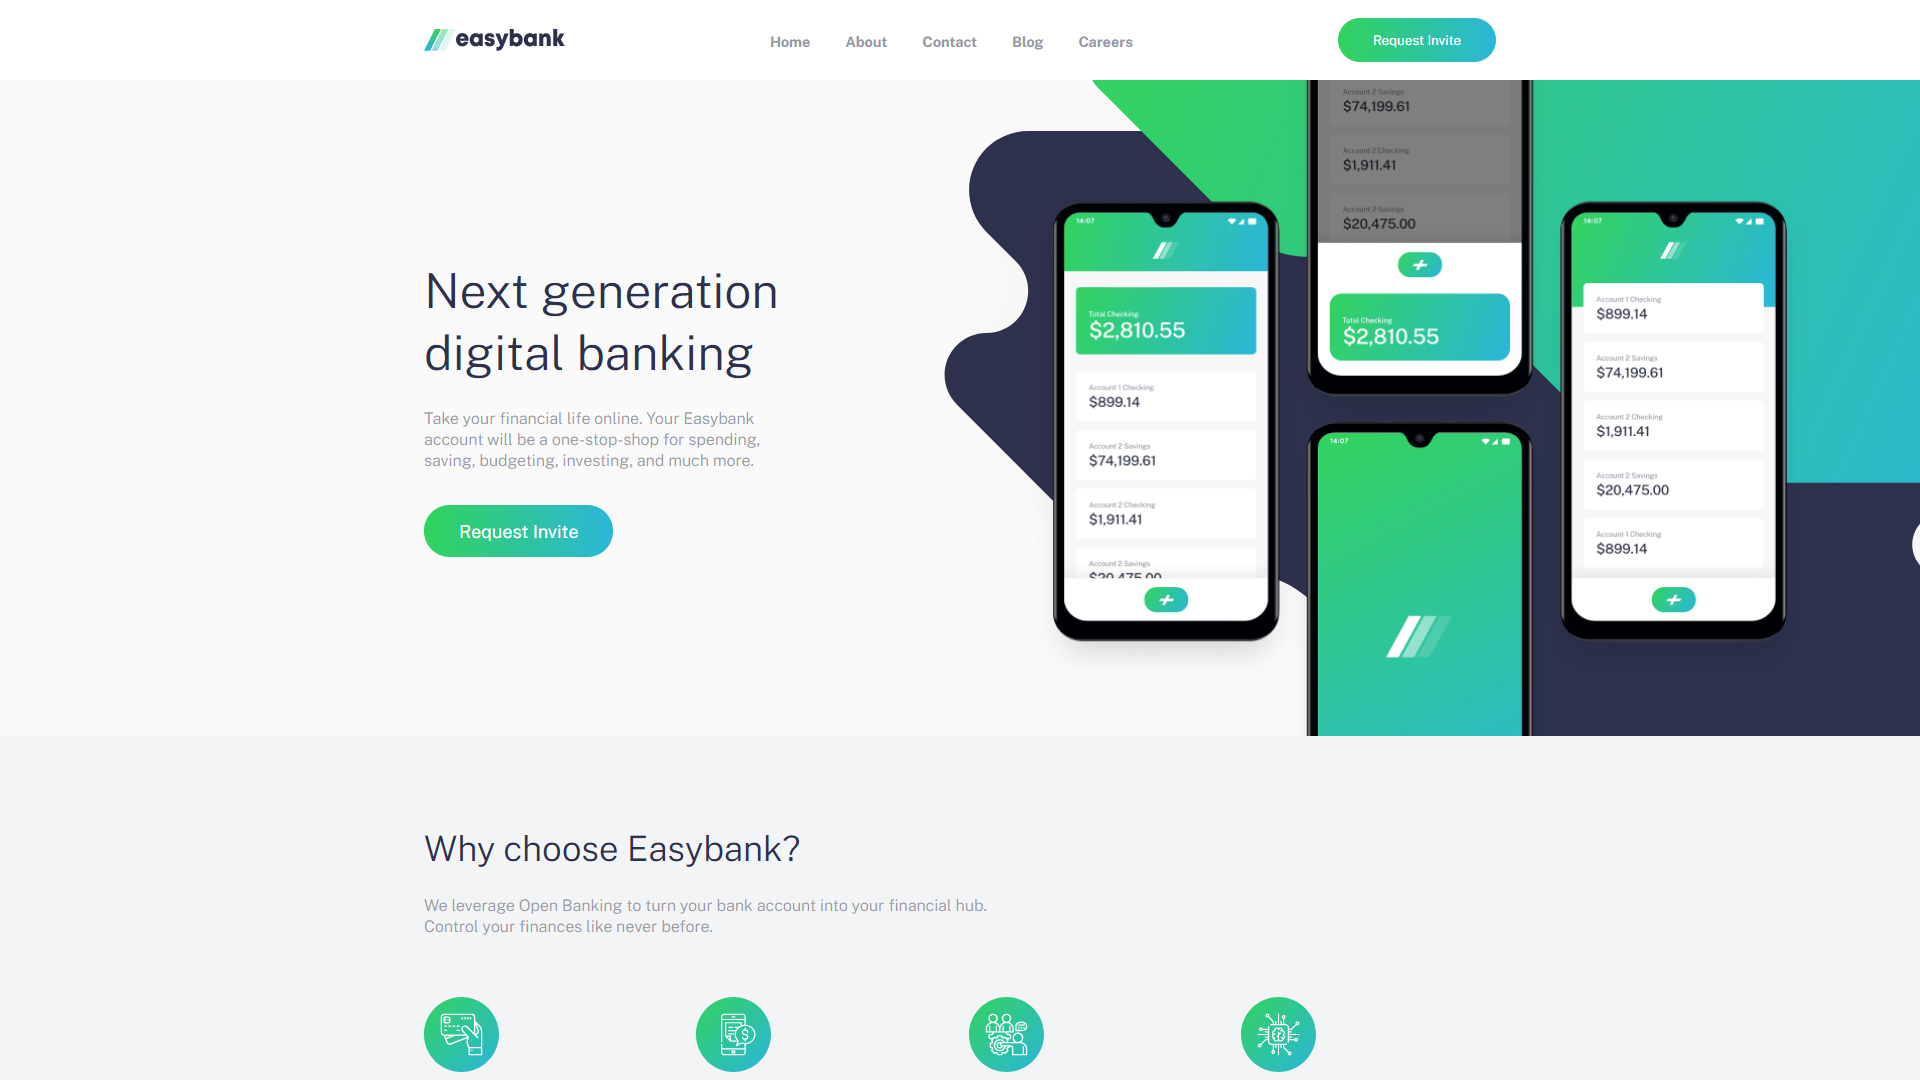 easybank
Home
About
Contact
Blog
Careers
Request Invite
Next generation
digital banking
Take your financial life online. Your Easybank
account will be a one-stop-shop for spending,
saving, budgeting, investing, and much more.
Request Invite
14:07
Total Checking
$2,810.55
Account 1 Checking
$899.14
Account 2 Savings
$74,199.61
Account 2 Checking
$1,911.41
Account 2 Savings
$20,475.00
Account 2 Savings
$74,199.61
Account 2 Checking
$1,911.41
Account 2 Savings
$20,475.00
Total Checking
$2,810.55
14:07
14:07
Account 1 Checking
$899.14
Account 2 Savings
$74,199.61
Account 2 Checking
$1,911.41
Account 2 Savings
$20,475.00
Account 1 Checking
$899.14
Why choose Easybank?
We leverage Open Banking to turn your bank account into your financial hub.
Control your finances like never before.